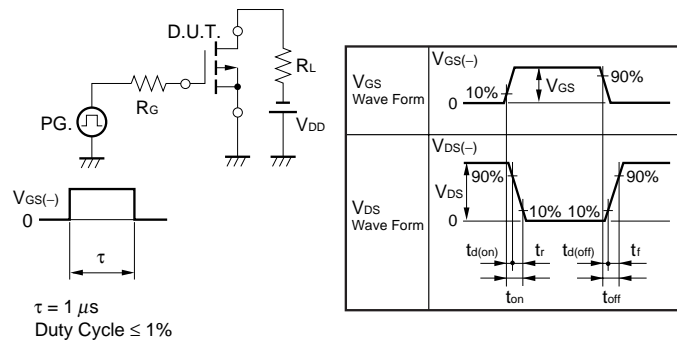 D.U.T.
RL
RG
PG.
VDD
VGS(−)
0
τ
τ = 1 μs
Duty Cycle ≤ 1%
VGS
Wave Form
VGS(−)
10%
VGS
90%
0
VDS
Wave Form
VDS(−)
90%
90%
VDS
10% 10%
0
td(on) tr td(off) tf
ton toff